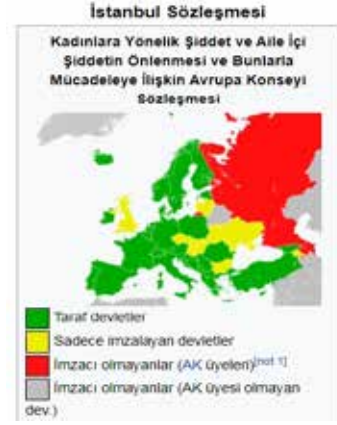 İstanbul Sözleşmesi
Kadınlara Yönelik Şiddet ve Aile İçi
Şiddetin Önlenmesi ve Bunlarla
Mücadeleye İlişkin Avrupa Konseyi
Sözleşmesi
Taraf devletler
Sadece imzalayan devletler
İmzacı olmayanlar (AK üyeleri)[not 1]
İmzacı olmayanlar (AK üyesi olmayan
dev.)